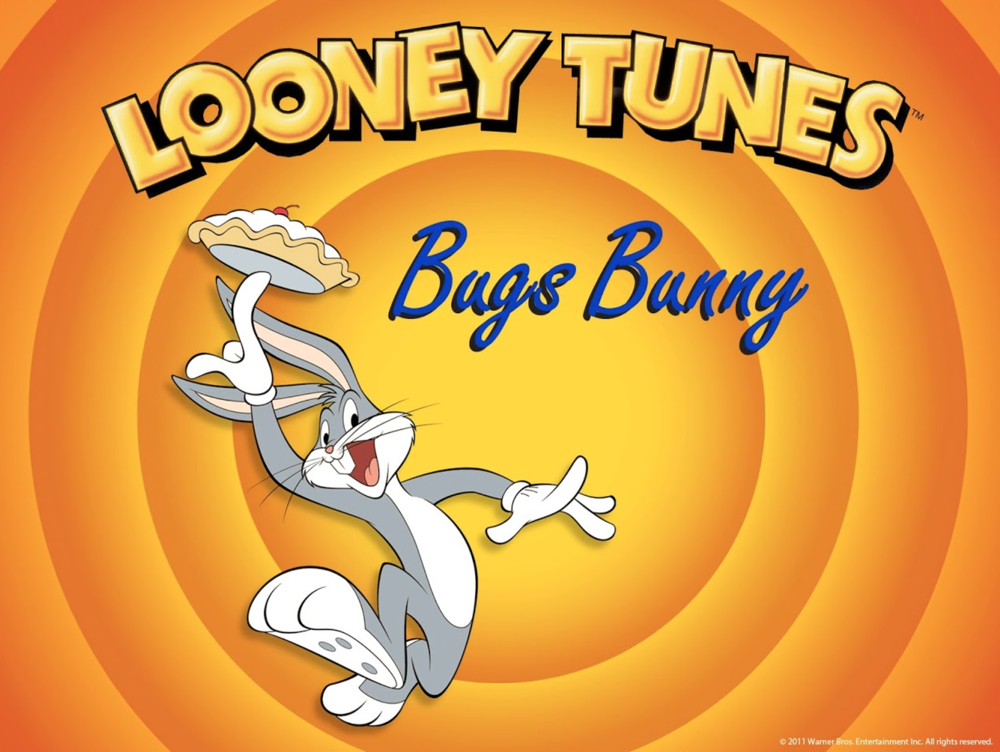 LOONEY TUNES™
Bugs Bunny
© 2011 Warner Bros. Entertainment Inc. All rights reserved.